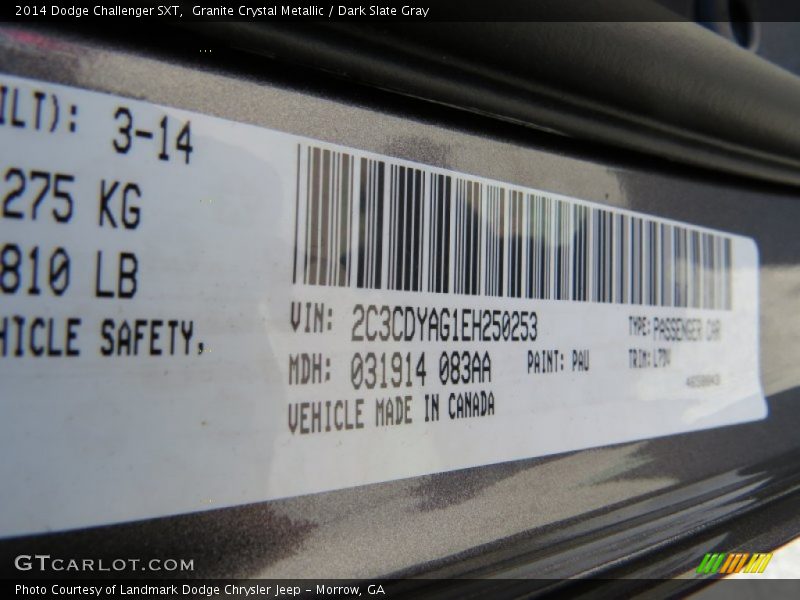 2014 Dodge Challenger SXT, Granite Crystal Metallic / Dark Slate Gray
ILT): 3-14
275 KG
810 LB
HICLE SAFETY,
VIN: 2C3CDYAG1EH250253
TYPE: PASSENGER CAR
MDH: 031914 083AA
PAINT: PAU
TRIM:
VEHICLE MADE IN CANADA
GTCARLOT.COM
Photo Courtesy of Landmark Dodge Chrysler Jeep - Morrow, GA